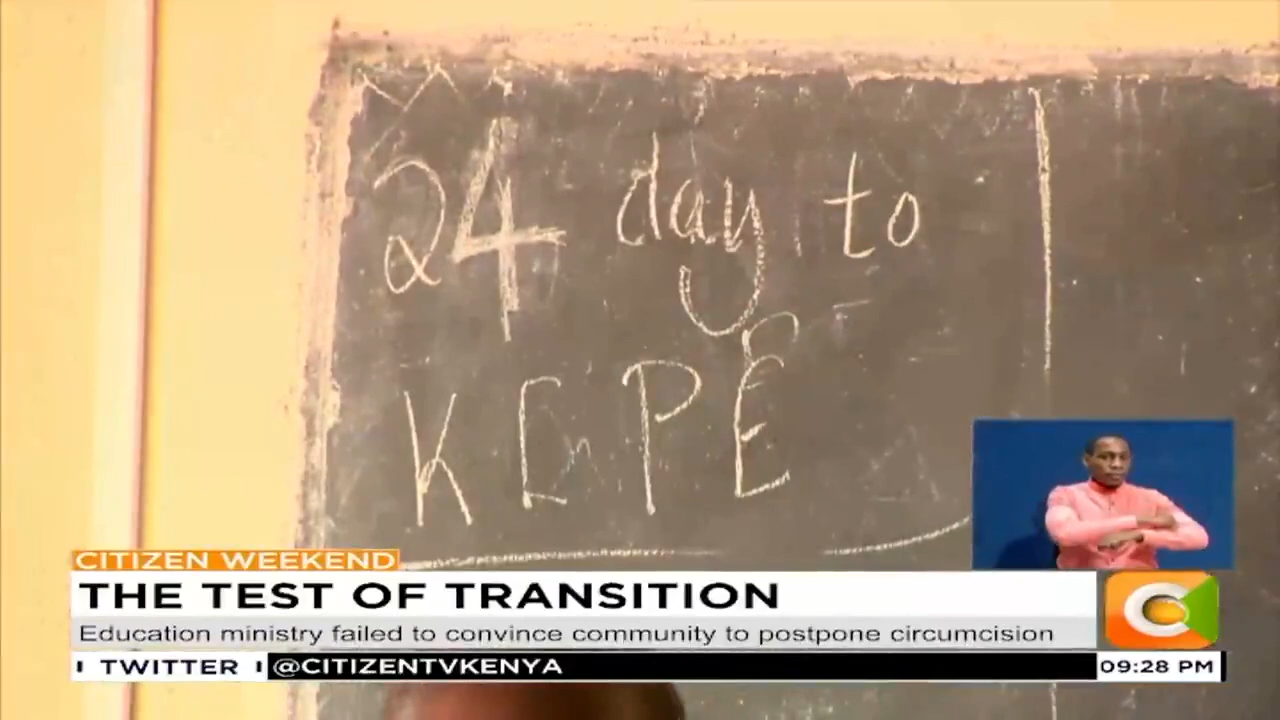 24 day to
KCPE
CITIZEN WEEKEND
THE TEST OF TRANSITION
Education ministry failed to convince community to postpone circumcision
TWITTER @CITIZENTVKENYA
09:28 PM